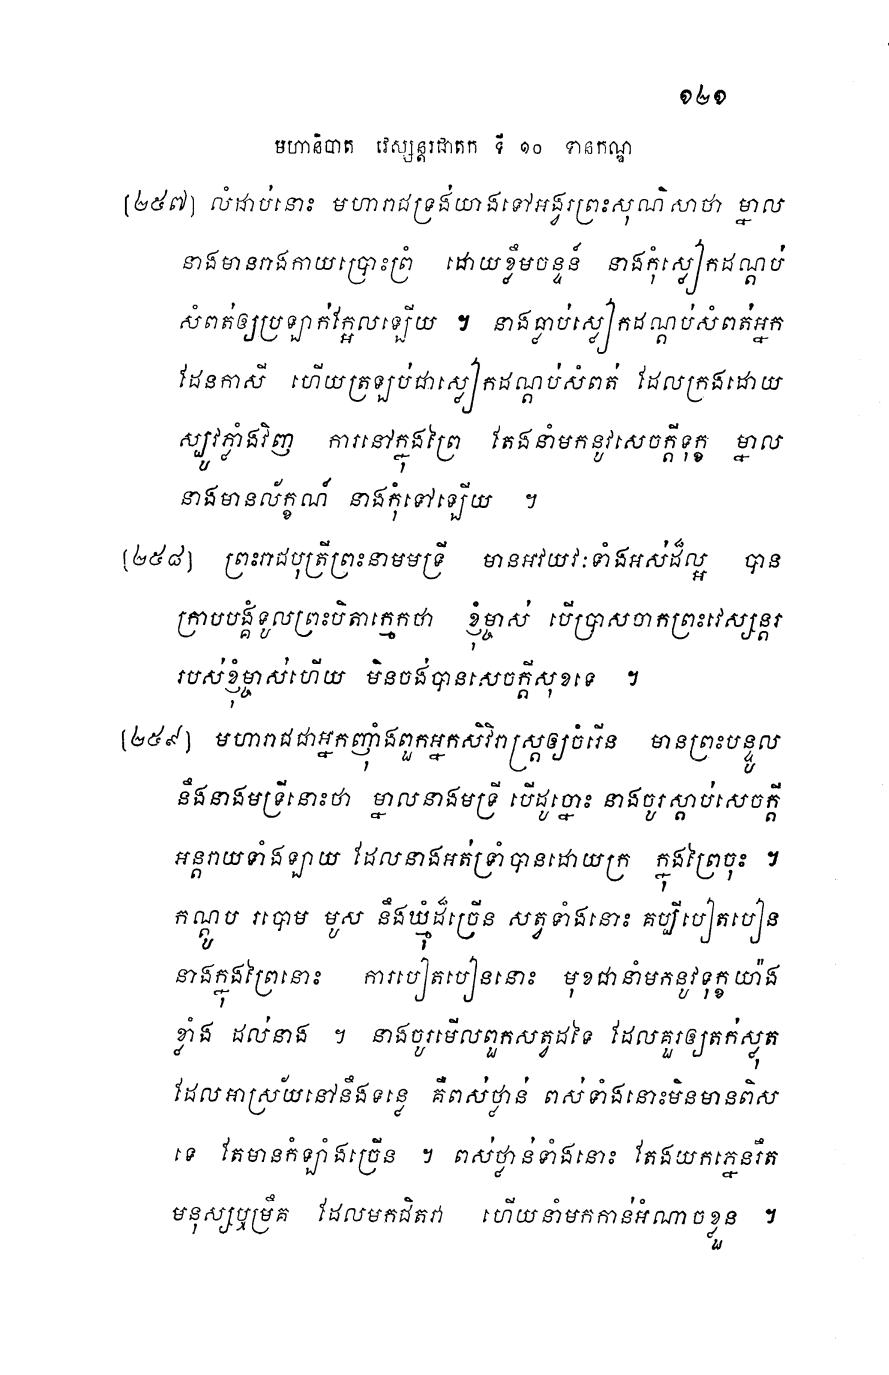 ១២១
មហានិបាត វេស្សន្តរជាតក ទី ១០ ទានកណ្ឌ
[២៥៧] លំដាប់នោះ មហារាជទ្រង់យាងទៅអង្វរព្រះសុណិសាថា ម្នាល
នាងមានរាងកាយប្រោះព្រំ ដោយខ្លឹមចន្ទន៍ នាងកុំស្លៀកដណ្តប់
សំពត់ឲ្យប្រឡាក់ក្អែលឡើយ ។ នាងធ្លាប់ស្លៀកដណ្តប់សំពត់អ្នក
ដែនកាសី ហើយត្រឡប់ជាស្លៀកដណ្តប់សំពត់ ដែលក្រងដោយ
ស្បូវភ្លាំងវិញ ការនៅក្នុងព្រៃ តែងនាំមកនូវសេចក្តីទុក្ខ ម្នាល
នាងមានល័ក្ខណ៍ នាងកុំទៅឡើយ ។
[២៥៨] ព្រះរាជបុត្រីព្រះនាមមទ្រី មានអវយវៈទាំងអស់ដ៏ល្អ បាន
ក្រាបបង្គំទូលព្រះបិតាក្មេកថា ខ្ញុំម្ចាស់ បើប្រាសចាកព្រះវេស្សន្តរ
របស់ខ្ញុំម្ចាស់ហើយ មិនចង់បានសេចក្តីសុខទេ ។
[២៥៩] មហារាជជាអ្នកញ៉ាំងពួកអ្នកសិវិរាស្ត្រឲ្យចំរើន មានព្រះបន្ទូល
នឹងនាងមទ្រីនោះថា ម្នាលនាងមទ្រី បើដូច្នោះ នាងចូរស្តាប់សេចក្តី
អន្តរាយទាំងឡាយ ដែលនាងអត់ទ្រាំបានដោយក្រ ក្នុងព្រៃចុះ ។
កណ្តូប របោម មូស នឹងឃ្មុំដ៏ច្រើន សត្វទាំងនោះ គប្បីបៀតបៀន
នាងក្នុងព្រៃនោះ ការបៀតបៀននោះ មុខជានាំមកនូវទុក្ខយ៉ាង
ខ្លាំង ដល់នាង ។ នាងចូរមើលពួកសត្វដទៃ ដែលគួរឲ្យតក់ស្លុត
ដែលអាស្រ័យនៅនឹងទន្លេ គឺពស់ថ្លាន់ ពស់ទាំងនោះមិនមានពិស
ទេ តែមានកំឡាំងច្រើន ។ ពស់ថ្លាន់ទាំងនោះ តែងយកភ្នេនរឹត
មនុស្សឬម្រឹគ ដែលមកជិតវា ហើយនាំមកកាន់អំណាចខ្លួន ។